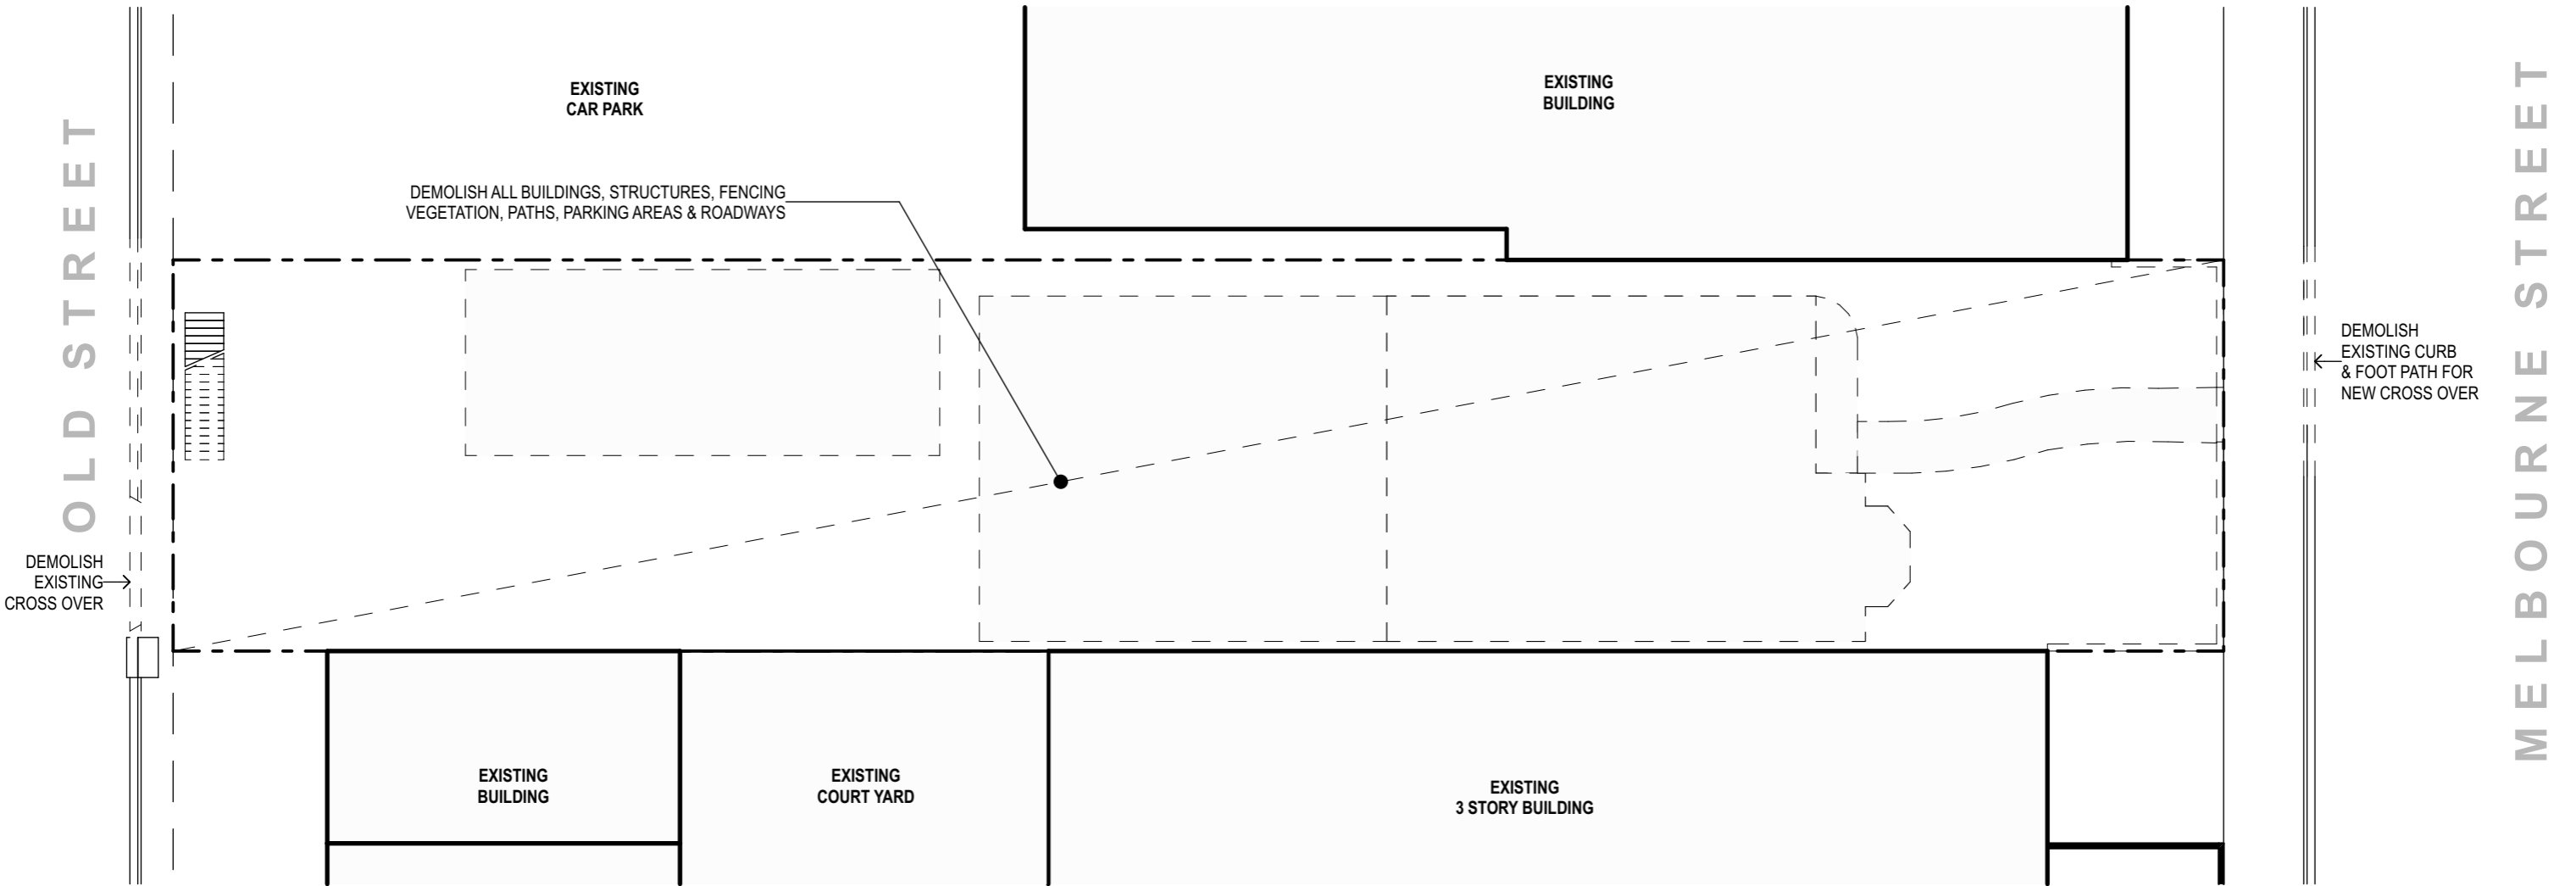 OLD STREET
EXISTING
CAR PARK
EXISTING
BUILDING
MELBOURNE STREET
DEMOLISH ALL BUILDINGS, STRUCTURES, FENCING
VEGETATION, PATHS, PARKING AREAS & ROADWAYS
DEMOLISH
EXISTING CURB
& FOOT PATH FOR
NEW CROSS OVER
DEMOLISH
EXISTING
CROSS OVER
EXISTING
BUILDING
EXISTING
COURT YARD
EXISTING
3 STORY BUILDING